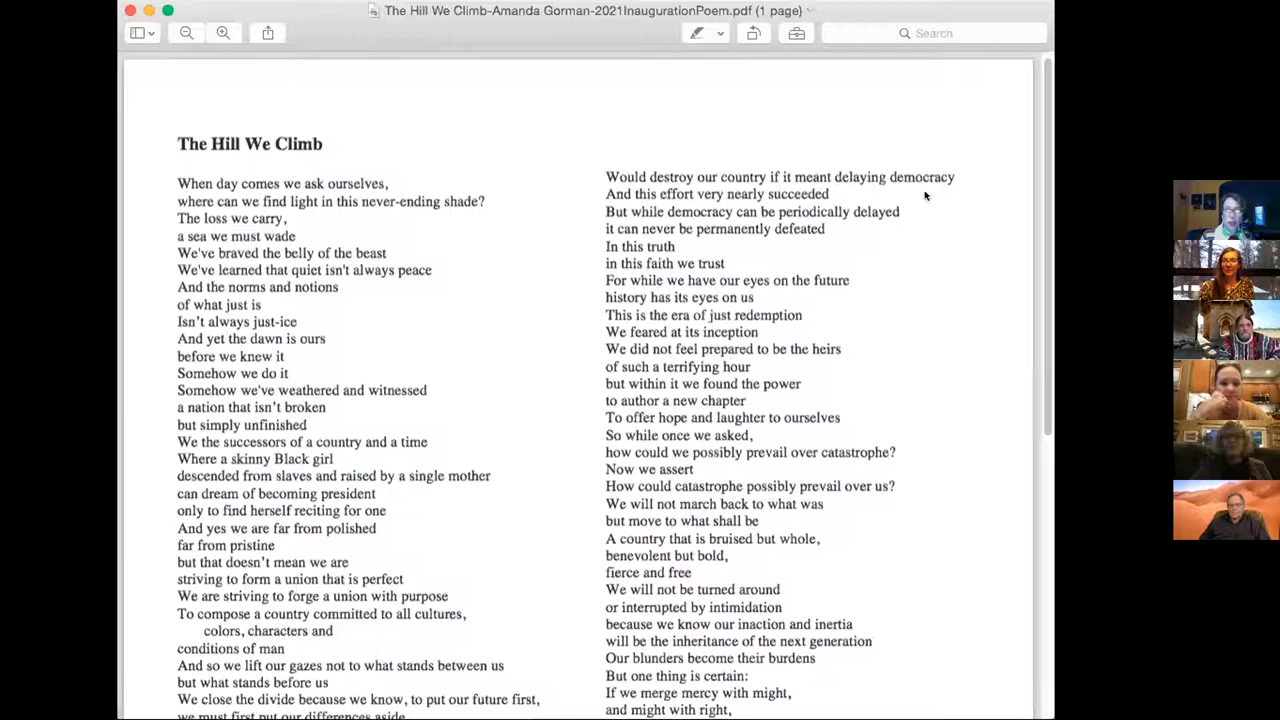 The Hill We Climb-Amanda Gorman-2021InaugurationPoem.pdf (1 page)
Search
The Hill We Climb
When day comes we ask ourselves,
where can we find light in this never-ending shade?
The loss we carry,
a sea we must wade
We've braved the belly of the beast
We've learned that quiet isn't always peace
And the norms and notions
of what just is
Isn't always just-ice
And yet the dawn is ours
before we knew it
Somehow we do it
Somehow we've weathered and witnessed
a nation that isn't broken
but simply unfinished
We the successors of a country and a time
Where a skinny Black girl
descended from slaves and raised by a single mother
can dream of becoming president
only to find herself reciting for one
And yes we are far from polished
far from pristine
but that doesn't mean we are
striving to form a union that is perfect
We are striving to forge a union with purpose
To compose a country committed to all cultures,
colors, characters and
conditions of man
And so we lift our gazes not to what stands between us
but what stands before us
We close the divide because we know, to put our future first,
we must first put our differences aside
Would destroy our country if it meant delaying democracy
And this effort very nearly succeeded
But while democracy can be periodically delayed
it can never be permanently defeated
In this truth
in this faith we trust
For while we have our eyes on the future
history has its eyes on us
This is the era of just redemption
We feared at its inception
We did not feel prepared to be the heirs
of such a terrifying hour
but within it we found the power
to author a new chapter
To offer hope and laughter to ourselves
So while once we asked,
how could we possibly prevail over catastrophe?
Now we assert
How could catastrophe possibly prevail over us?
We will not march back to what was
but move to what shall be
A country that is bruised but whole,
benevolent but bold,
fierce and free
We will not be turned around
or interrupted by intimidation
because we know our inaction and inertia
will be the inheritance of the next generation
Our blunders become their burdens
But one thing is certain:
If we merge mercy with might,
and might with right,